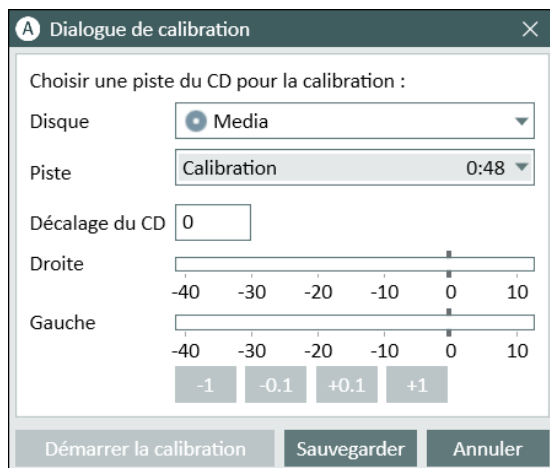 A Dialogue de calibration
Choisir une piste du CD pour la calibration :
Disque Media
Piste Calibration 0:48
Décalage du CD 0
Droite
-40 -30 -20 -10 0 10
Gauche
-40 -30 -20 -10 0 10
-1 -0.1 +0.1 +1
Démarrer la calibration Sauvegarder Annuler